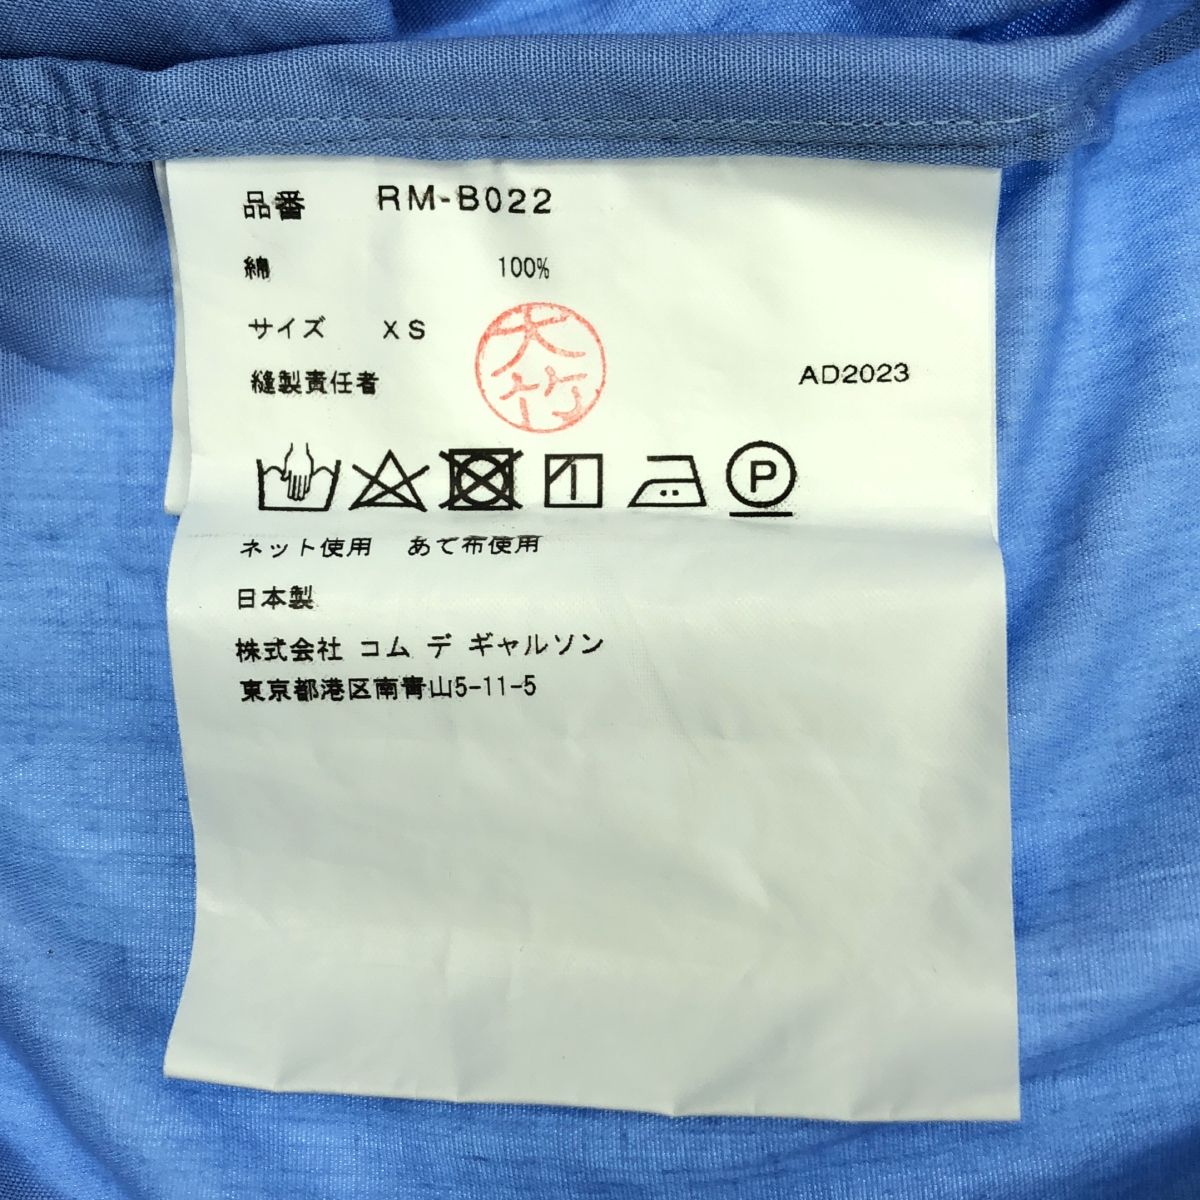 品番 RM-B022
綿 100%
サイズ XS
大竹
縫製責任者 AD2023
P
ネット使用 あて布使用
日本製
株式会社 コム デ ギャルソン
東京都港区南青山5-11-5